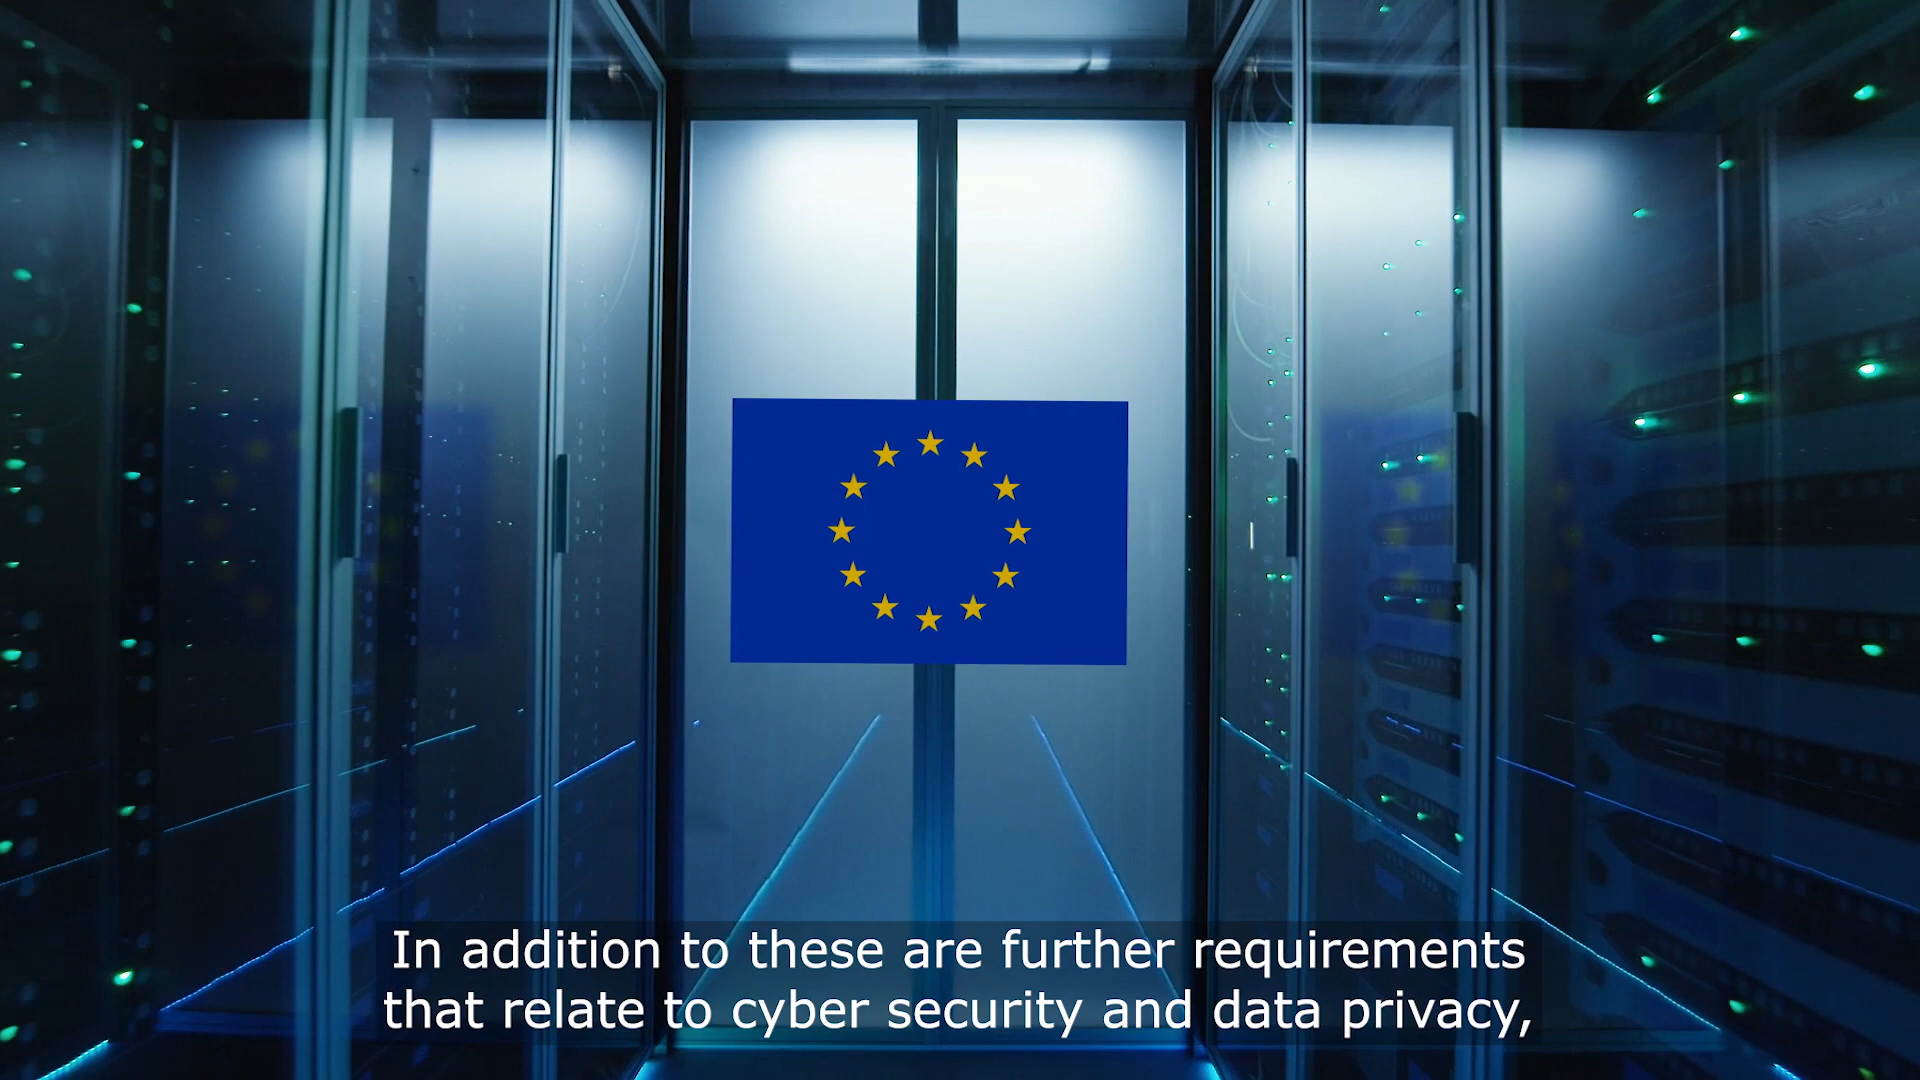 In addition to these are further requirements
that relate to cyber security and data privacy,